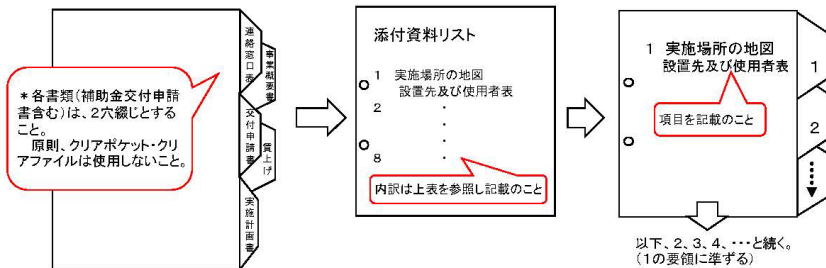 連絡窓口表
事業概要書
交付申請書
賃上げ
実施計画書
＊各書類（補助金交付申請
書含む）は、２穴綴じとする
こと。
原則、クリアポケット・クリ
アファイルは使用しないこと。
添付資料リスト
１ 実施場所の地図
設置先及び使用者表
２ ・
・
・
８ ・
内訳は上表を参照し記載のこと
１ 実施場所の地図
設置先及び使用者表
項目を記載のこと
１
２
以下、２、３、４、・・・と続く。
（１の要領に準ずる）